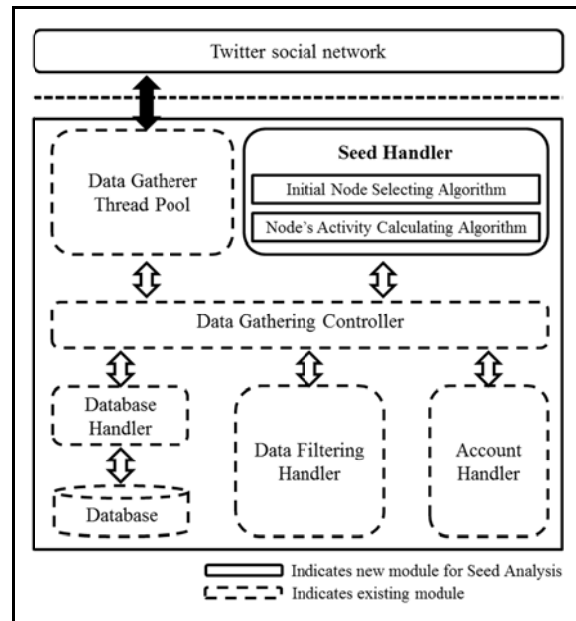 Twitter social network
Data Gatherer
Thread Pool
Seed Handler
Initial Node Selecting Algorithm
Node's Activity Calculating Algorithm
Data Gathering Controller
Database
Handler
Database
Data Filtering
Handler
Account
Handler
Indicates new module for Seed Analysis
Indicates existing module